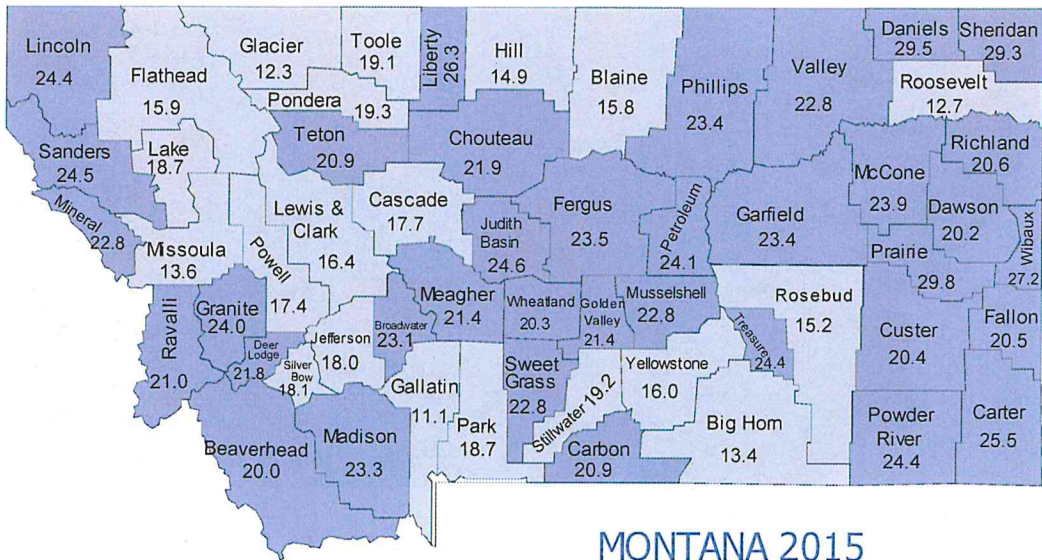 Lincoln
24.4
Flathead
15.9
Glacier
12.3
Toole
19.1
Liberty
26.3
Hill
14.9
Blaine
15.8
Phillips
23.4
Valley
22.8
Daniels
29.5
Sheridan
29.3
Roosevelt
12.7
Pondera
19.3
Teton
20.9
Chouteau
21.9
Sanders
24.5
Lake
18.7
Mineral
22.8
Missoula
13.6
Powell
17.4
Lewis &
Clark
16.4
Cascade
17.7
Judith
Basin
24.6
Fergus
23.5
Petroleum
24.1
Garfield
23.4
McCone
23.9
Richland
20.6
Dawson
20.2
Wibaux
27.2
Prairie
29.8
Ravalli
21.0
Granite
24.0
Deer
Lodge
21.8
Silver
Bow
18.1
Jefferson
18.0
Broadwater
23.1
Meagher
21.4
Wheatland
20.3
Golden
Valley
21.4
Musselshell
22.8
Treasure
24.4
Rosebud
15.2
Custer
20.4
Fallon
20.5
Beaverhead
20.0
Madison
23.3
Gallatin
11.1
Park
18.7
Sweet
Grass
22.8
Stillwater 19.2
Yellowstone
16.0
Carbon
20.9
Big Horn
13.4
Powder
River
24.4
Carter
25.5
MONTANA 2015